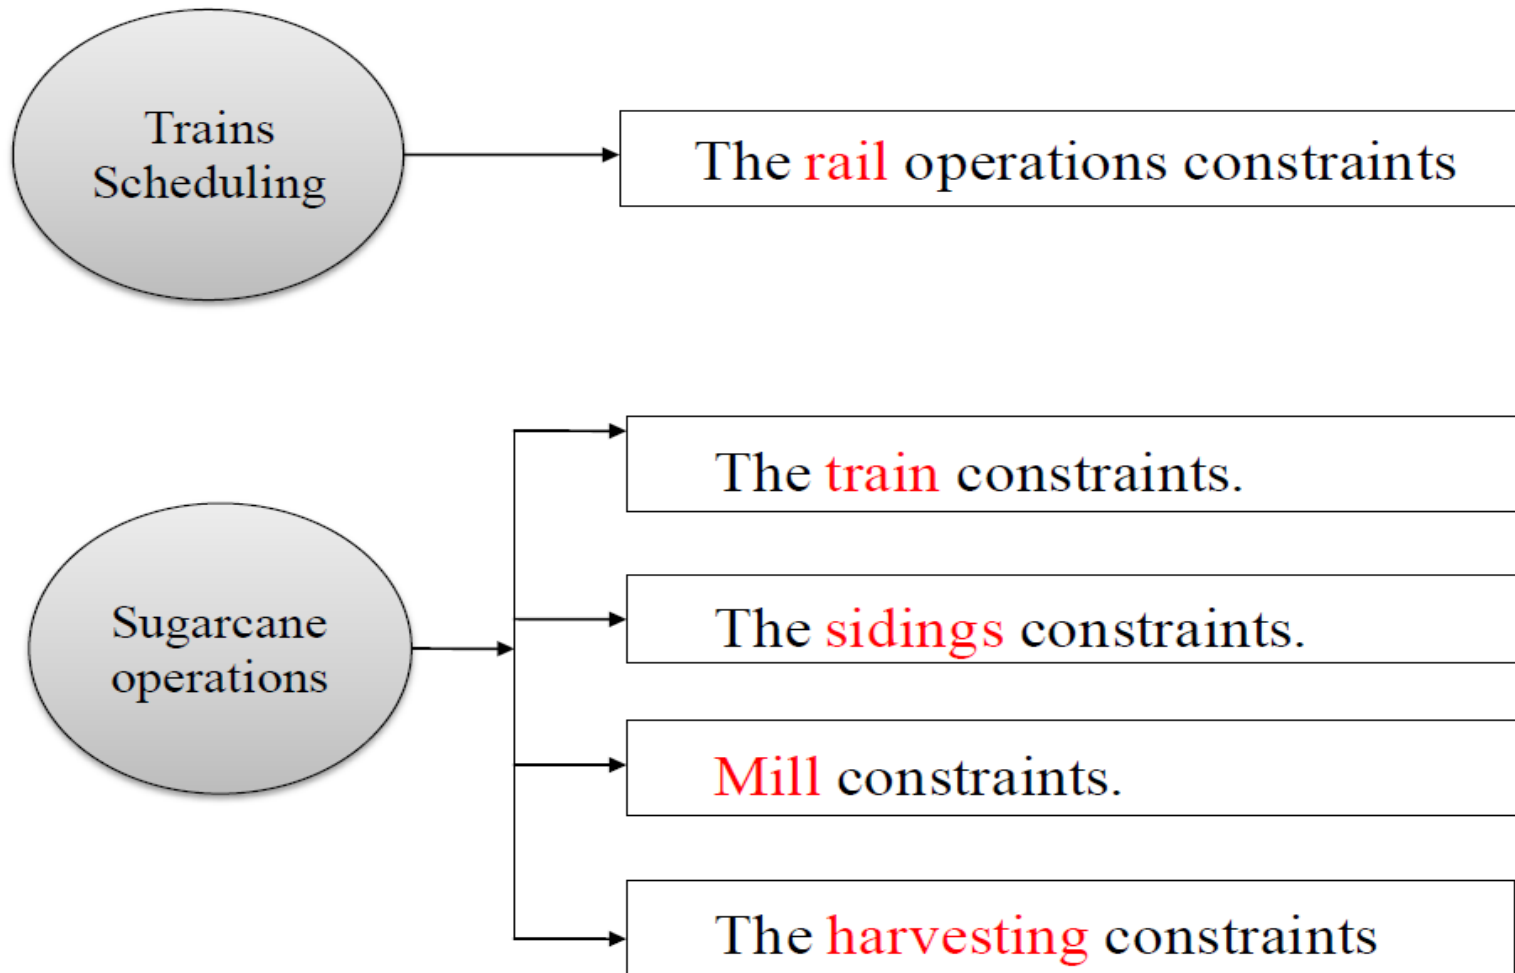 Trains
Scheduling
The rail operations constraints
The train constraints.
Sugarcane
operations
The sidings constraints.
Mill constraints.
The harvesting constraints